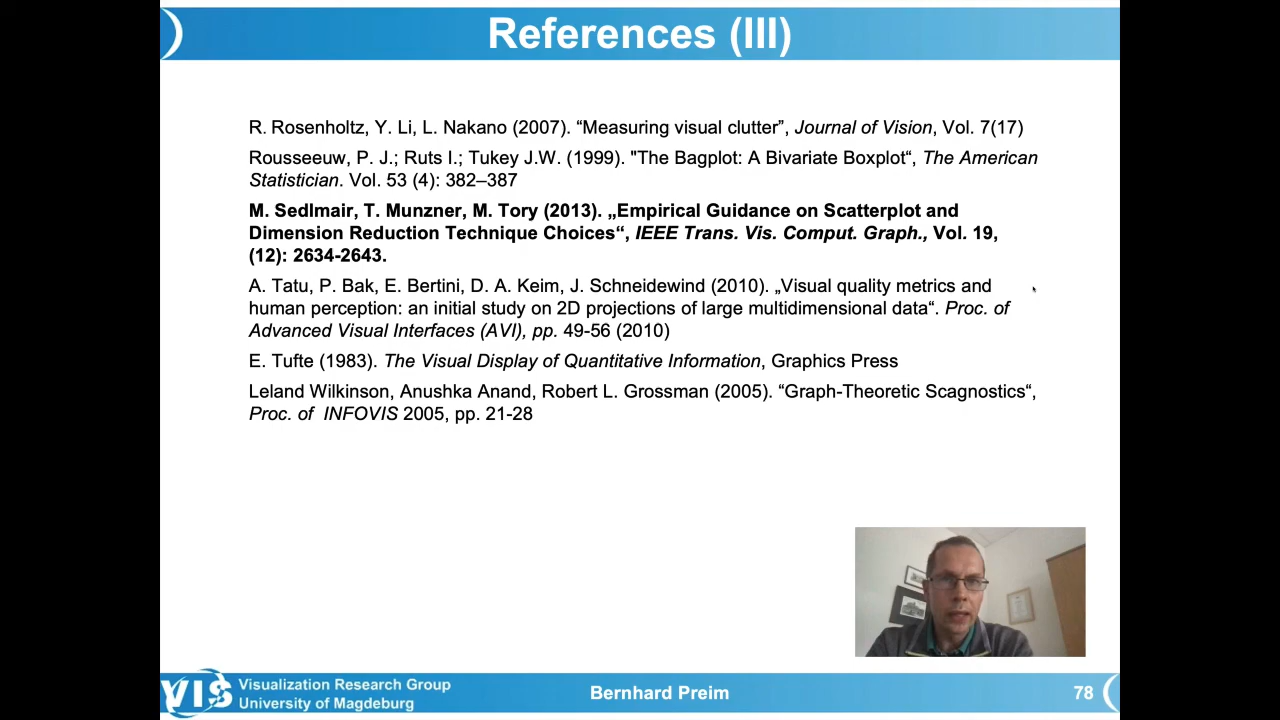 References (III)
R. Rosenholtz, Y. Li, L. Nakano (2007). “Measuring visual clutter”, Journal of Vision, Vol. 7(17)
Rousseeuw, P. J.; Ruts I.; Tukey J.W. (1999). "The Bagplot: A Bivariate Boxplot“, The American
Statistician. Vol. 53 (4): 382–387
M. Sedlmair, T. Munzner, M. Tory (2013). „Empirical Guidance on Scatterplot and
Dimension Reduction Technique Choices“, IEEE Trans. Vis. Comput. Graph., Vol. 19,
(12): 2634-2643.
A. Tatu, P. Bak, E. Bertini, D. A. Keim, J. Schneidewind (2010). „Visual quality metrics and
human perception: an initial study on 2D projections of large multidimensional data“. Proc. of
Advanced Visual Interfaces (AVI), pp. 49-56 (2010)
E. Tufte (1983). The Visual Display of Quantitative Information, Graphics Press
Leland Wilkinson, Anushka Anand, Robert L. Grossman (2005). “Graph-Theoretic Scagnostics“,
Proc. of INFOVIS 2005, pp. 21-28
VIS
Visualization Research Group
University of Magdeburg
Bernhard Preim
78